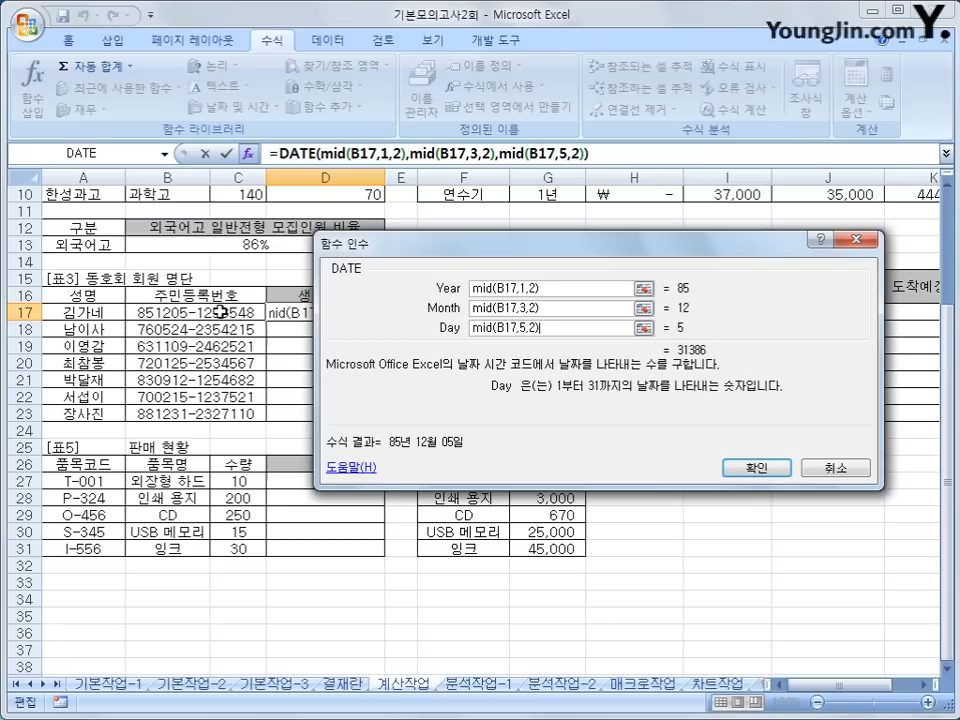 기본모의고사2회 - Microsoft Excel
YoungJin.com Y.
홈 삽입 페이지 레이아웃 수식 데이터 검토 보기 개발 도구
fx 함수 삽입
Σ 자동 합계
최근에 사용한 함수
재무
논리
텍스트
날짜 및 시간
찾기/참조 영역
수학/삼각
함수 추가
함수 라이브러리
이름 관리자
이름 정의
수식에서 사용
선택 영역에서 만들기
정의된 이름
참조되는 셀 추적
참조하는 셀 추적
연결선 제거
수식 표시
오류 검사
수식 계산
조사식 창
수식 분석
계산 옵션
계산
DATE fx =DATE(mid(B17,1,2),mid(B17,3,2),mid(B17,5,2))
A B C D E F G H I J K
10 한성과고 과학고 140 70 연수기 1년 ₩ - 37,000 35,000 444
11
12 구분 외국어고 일반전형 모집인원 비율
13 외국어고 86%
14
15 [표3] 동호회 회원 명단
16 성명 주민등록번호 생 도착예정
17 김가네 851205-1254548
18 남이사 760524-2354215
19 이영감 631109-2462521
20 최참봉 720125-2534567
21 박달재 830912-1254682
22 서섭이 700215-1237521
23 장사진 881231-2327110
24
25 [표5] 판매 현황
26 품목코드 품목명 수량
27 T-001 외장형 하드 10
28 P-324 인쇄 용지 200 인쇄 용지 3,000
29 O-456 CD 250 CD 670
30 S-345 USB 메모리 15 USB 메모리 25,000
31 I-556 잉크 30 잉크 45,000
32
33
34
35
36
37
38
함수 인수
DATE
Year mid(B17,1,2) = 85
Month mid(B17,3,2) = 12
Day mid(B17,5,2) = 5
= 31386
Microsoft Office Excel의 날짜 시간 코드에서 날짜를 나타내는 수를 구합니다.
Day 은(는) 1부터 31까지의 날짜를 나타내는 숫자입니다.
수식 결과= 85년 12월 05일
도움말(H)
확인 취소
기본작업-1 기본작업-2 기본작업-3 결재란 계산작업 분석작업-1 분석작업-2 매크로작업 차트작업
편집 100%